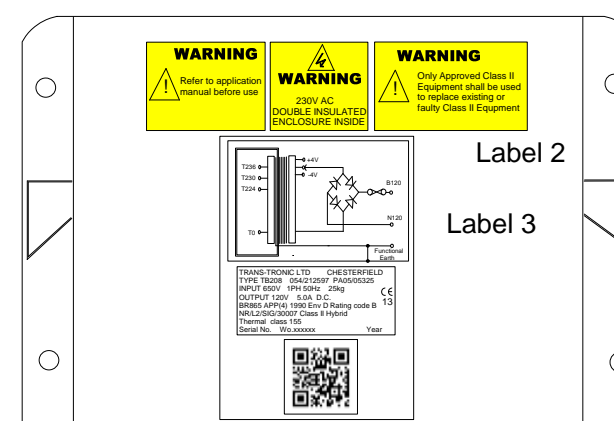 WARNING
Refer to application
manual before use
WARNING
230V AC
DOUBLE INSULATED
ENCLOSURE INSIDE
WARNING
Only Approved Class II
Equipment shall be used
to replace existing or
faulty Class II Equpment
Label 2
+4V
-4V
T236
T230
T224
T0
B120
N120
Functional
Earth
Label 3
TRANS-TRONIC LTD CHESTERFIELD
TYPE TB208 054/212597 PA05/05325
INPUT 650V 1PH 50Hz 25kg
OUTPUT 120V 5.0A D.C.
BR865 APP(4) 1990 Env D Rating code B
NR/L2/SIG/30007 Class II Hybrid
Thermal class 155
Serial No. Wo.xxxxxx Year
CE
13